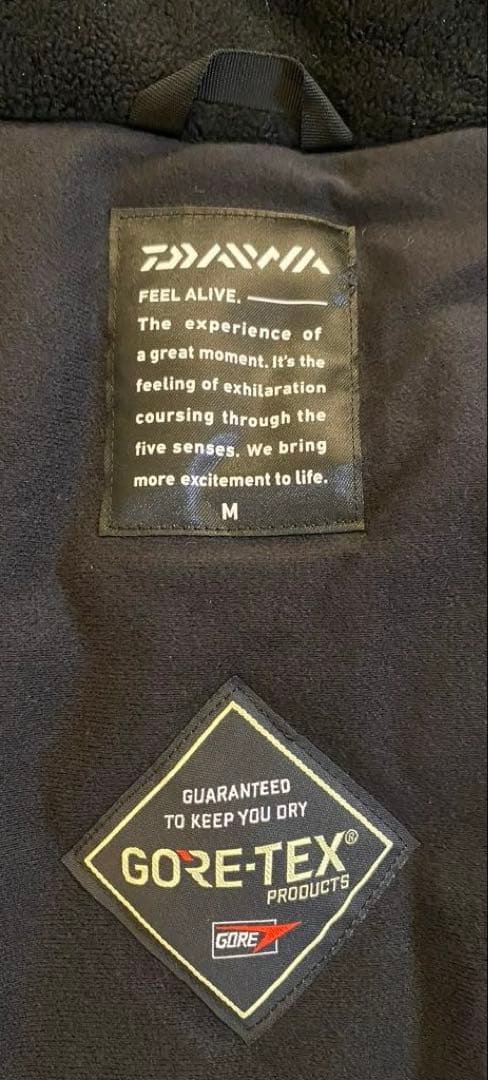 DAIWA
FEEL ALIVE.
The experience of
a great moment. It's the
feeling of exhilaration
coursing through the
five senses. We bring
more excitement to life.
M
GUARANTEED
TO KEEP YOU DRY
GORE-TEX®
PRODUCTS
GORE